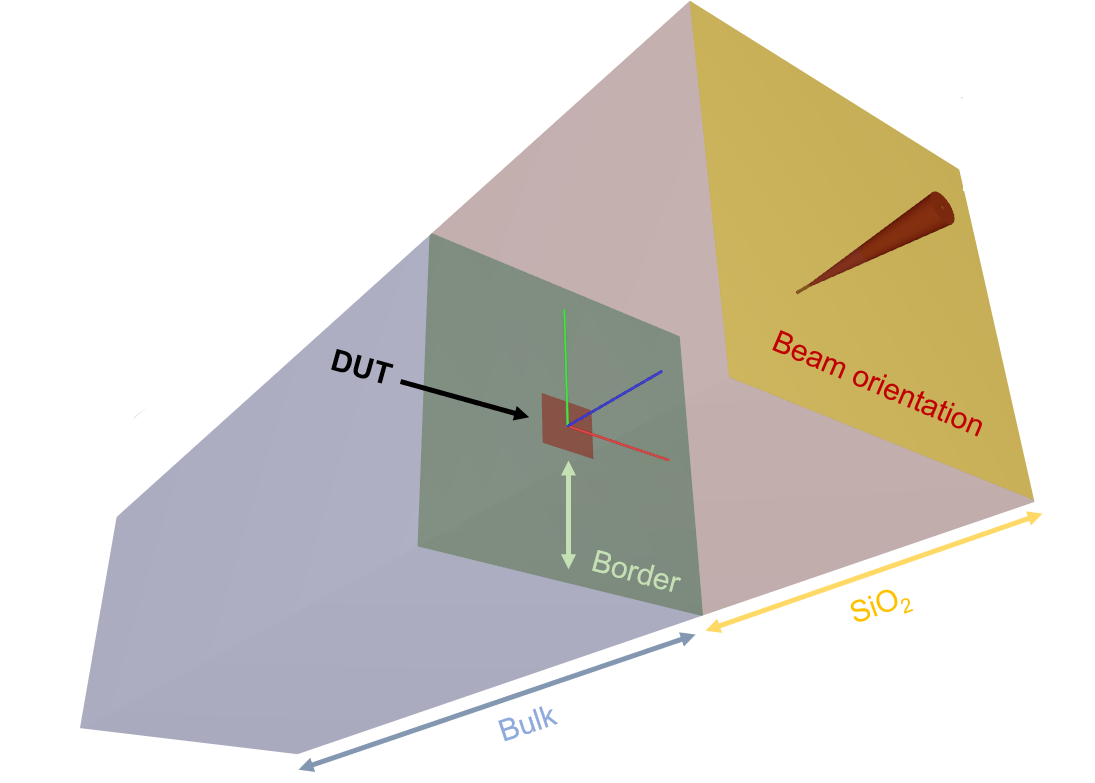 DUT
Beam orientation
Border
SiO₂
Bulk